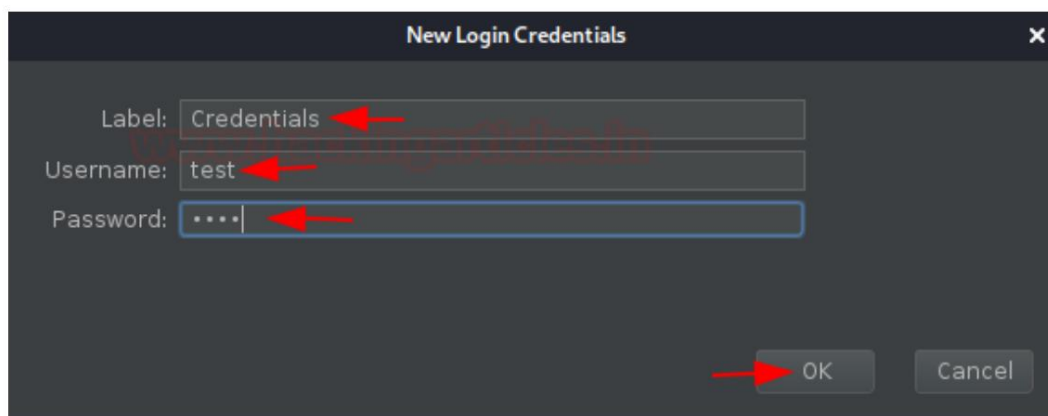 New Login Credentials ×
Label: Credentials
Username: test
Password: ••••
OK Cancel